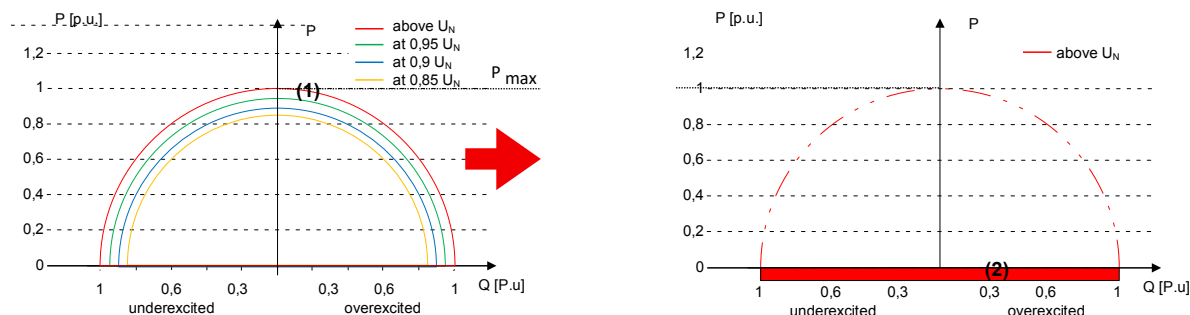 P [p.u.]
P
above U_N
at 0,95 U_N
at 0,9 U_N
at 0,85 U_N
1,2
1
0,8
0,6
0,4
0,2
0
(1)
P max
1 0,6 0,3 0,3 0,6 1
Q [P.u]
underexcited overexcited
P [p.u.]
P
above U_N
1,2
1
0,8
0,6
0,4
0,2
0
(2)
1 0,6 0,3 0,3 0,6 1
Q [P.u]
underexcited overexcited